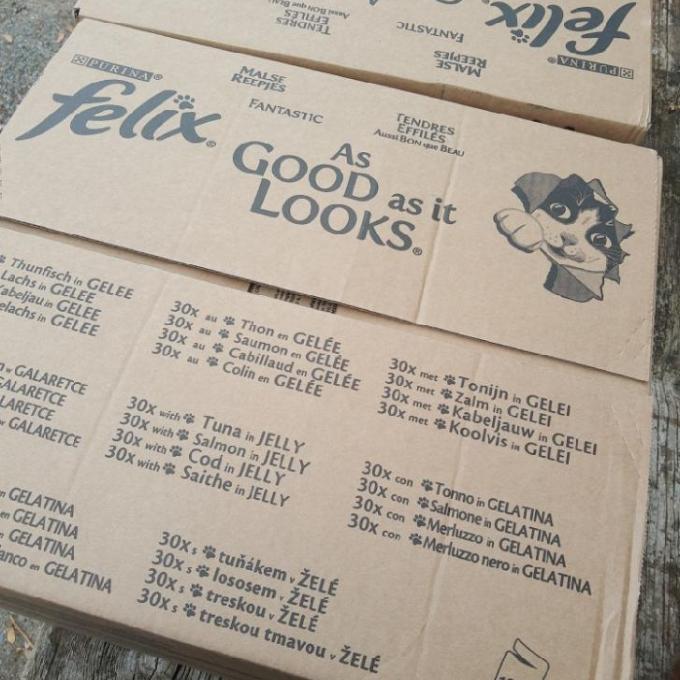 felix
PURINA
TENDRES
EFFILÉS
Aussi BON que BEAU
FANTASTIC
MALSE
REEPJES
PURINA®
felix®
MALSE
REEPJES
FANTASTIC
TENDRES
EFFILÉS
Aussi BON que BEAU
As
GOOD as it
LOOKS®
Thunfisch in GELEE
Lachs in GELEE
Kabeljau in GELEE
elachs in GELEE
30x au Thon en GELÉE
30x au Saumon en GELÉE
30x au Cabillaud en GELÉE
30x au Colin en GELÉE
30x met Tonijn in GELEI
30x met Zalm in GELEI
30x met Kabeljauw in GELEI
30x met Koolvis in GELEI
w GALARETCE
GALARETCE
GALARETCE
w GALARETCE
30x with Tuna in JELLY
30x with Salmon in JELLY
30x with Cod in JELLY
30x with Saithe in JELLY
30x con Tonno in GELATINA
30x con Salmone in GELATINA
30x con Merluzzo in GELATINA
30x con Merluzzo nero in GELATINA
en GELATINA
en GELATINA
en GELATINA
anco en GELATINA
30x s tuňákem v ŽELÉ
30x s lososem v ŽELÉ
30x s treskou v ŽELÉ
30x s treskou tmavou v ŽELÉ